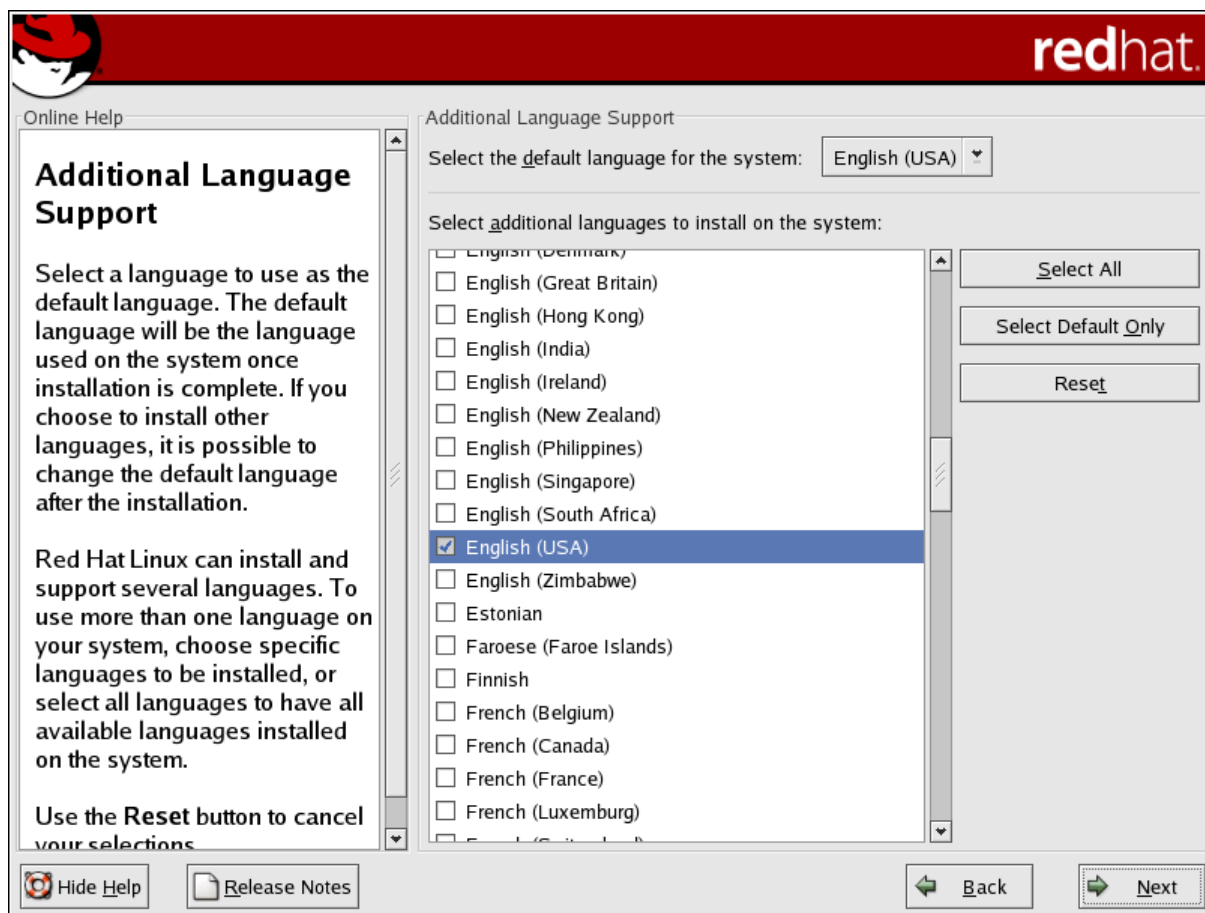 redhat.
Online Help
Additional Language
Support
Select a language to use as the
default language. The default
language will be the language
used on the system once
installation is complete. If you
choose to install other
languages, it is possible to
change the default language
after the installation.
Red Hat Linux can install and
support several languages. To
use more than one language on
your system, choose specific
languages to be installed, or
select all languages to have all
available languages installed
on the system.
Use the Reset button to cancel
your selections.
Additional Language Support
Select the default language for the system:
English (USA)
Select additional languages to install on the system:
English (Denmark)
English (Great Britain)
English (Hong Kong)
English (India)
English (Ireland)
English (New Zealand)
English (Philippines)
English (Singapore)
English (South Africa)
English (USA)
English (Zimbabwe)
Estonian
Faroese (Faroe Islands)
Finnish
French (Belgium)
French (Canada)
French (France)
French (Luxemburg)
Select All
Select Default Only
Reset
Hide Help
Release Notes
Back
Next